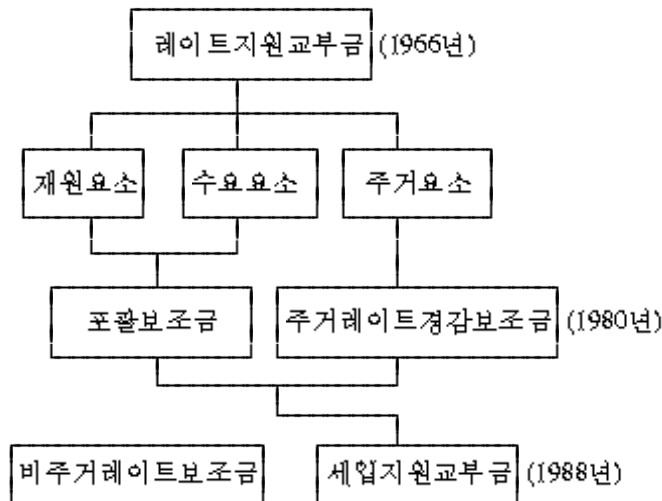 레이트지원교부금 (1966년)
재원요소 수요요소 주거요소
포괄보조금 주거레이트경감보조금 (1980년)
비주거레이트보조금 세입지원교부금 (1988년)